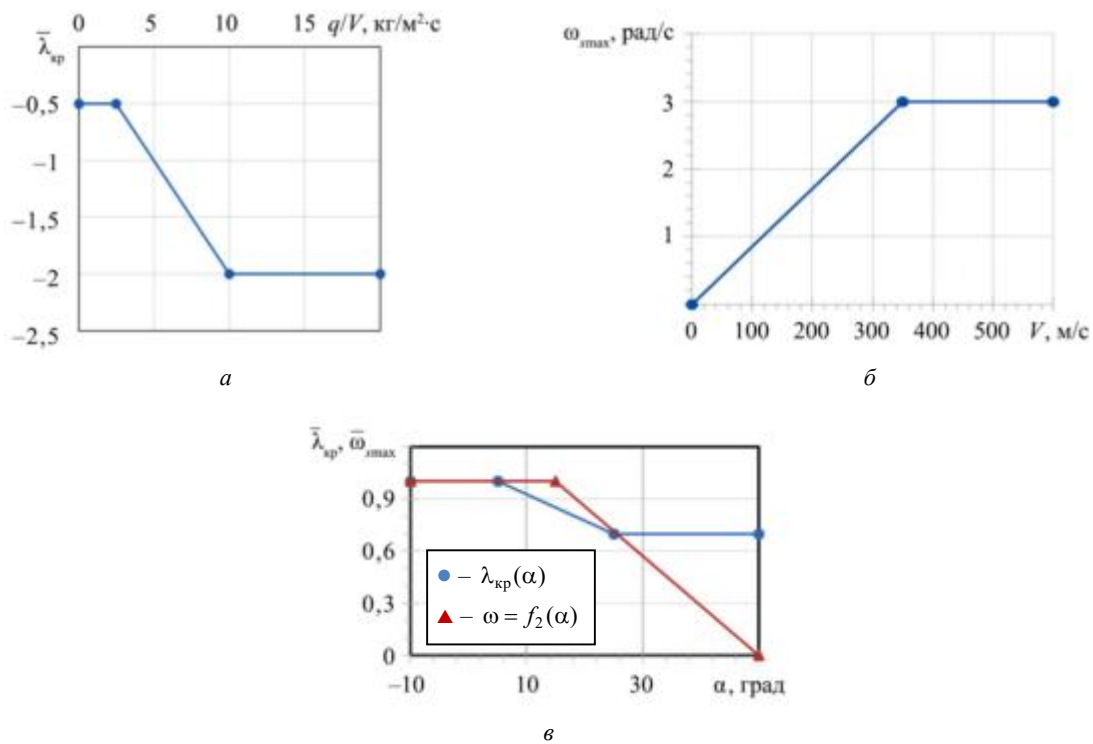 0 5 10 15 q/V, кг/м²·с
λ̄кр
–0,5
–1
–1,5
–2
–2,5
а
ωxmax, рад/с
3
2
1
0 100 200 300 400 500 V, м/с
б
λ̄кр, ω̄xmax
0,9
0,6
0,3
0
– λкр(α)
– ω = f₂(α)
–10 10 30 α, град
в